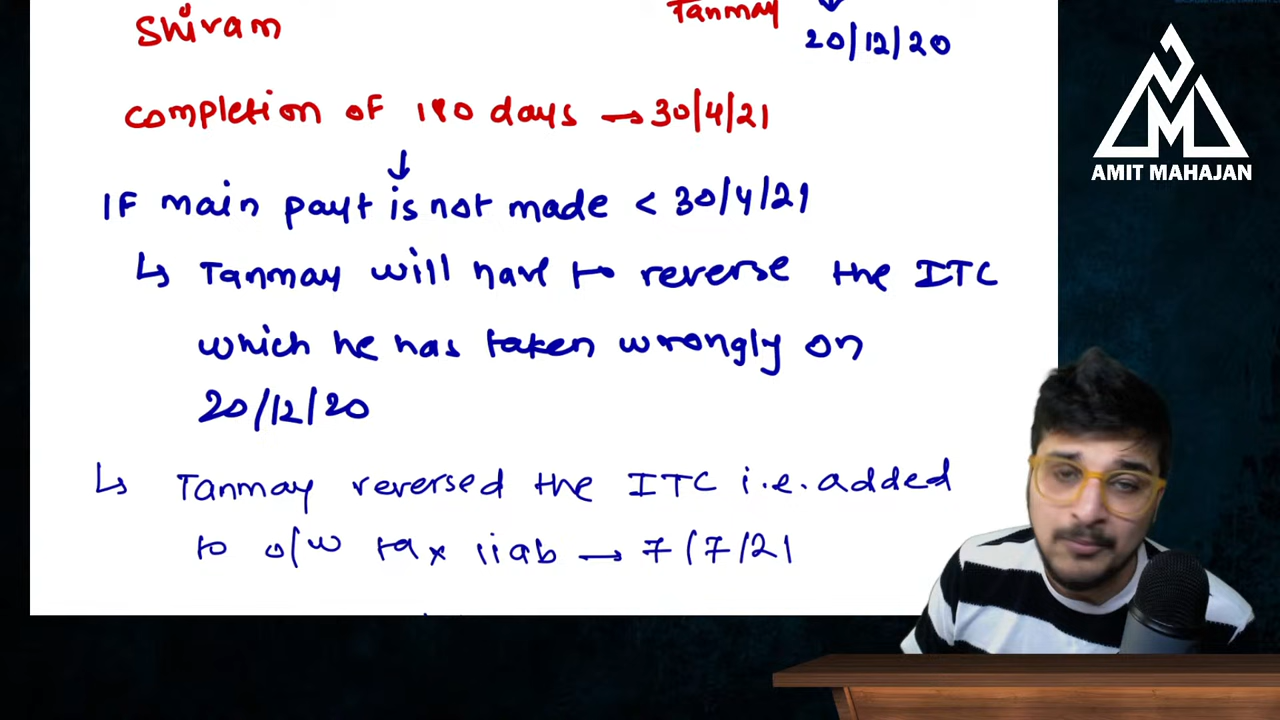 Shivam
Tanmay
20/12/20
completion of 180 days → 30/4/21
↓
IF main payt is not made < 30/4/21
↳ Tanmay will have to reverse the ITC
which he has taken wrongly on
20/12/20
↳ Tanmay reversed the ITC i.e. added
to o/w tax liab → 7/7/21
AMIT MAHAJAN